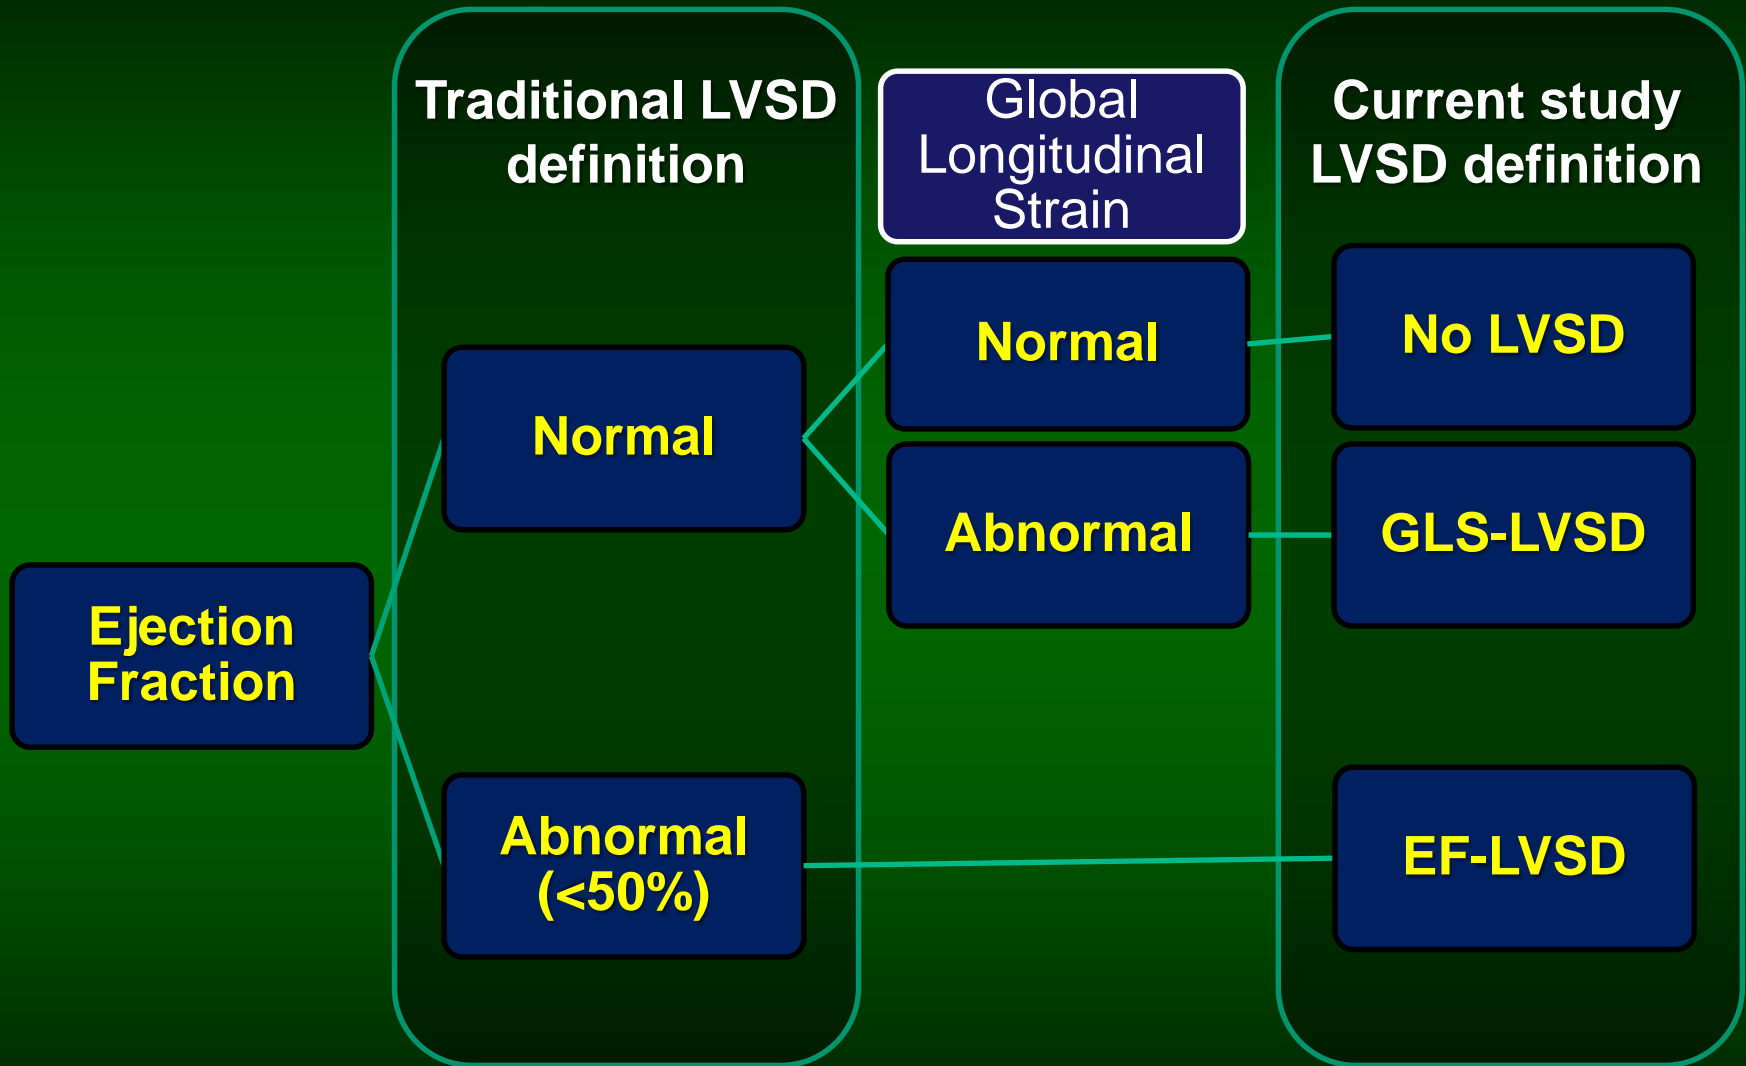 Traditional LVSD
definition
Global
Longitudinal
Strain
Current study
LVSD definition
Ejection
Fraction
Normal
Abnormal
(<50%)
Normal
Abnormal
No LVSD
GLS-LVSD
EF-LVSD